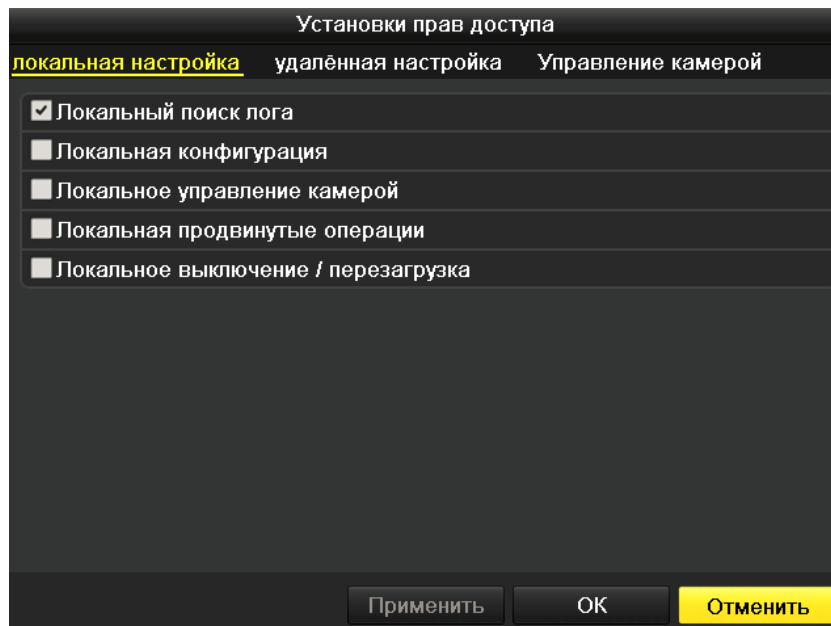 Установки прав доступа
локальная настройка удалённая настройка Управление камерой
Локальный поиск лога
Локальная конфигурация
Локальное управление камерой
Локальная продвинутые операции
Локальное выключение / перезагрузка
Применить ОК Отменить